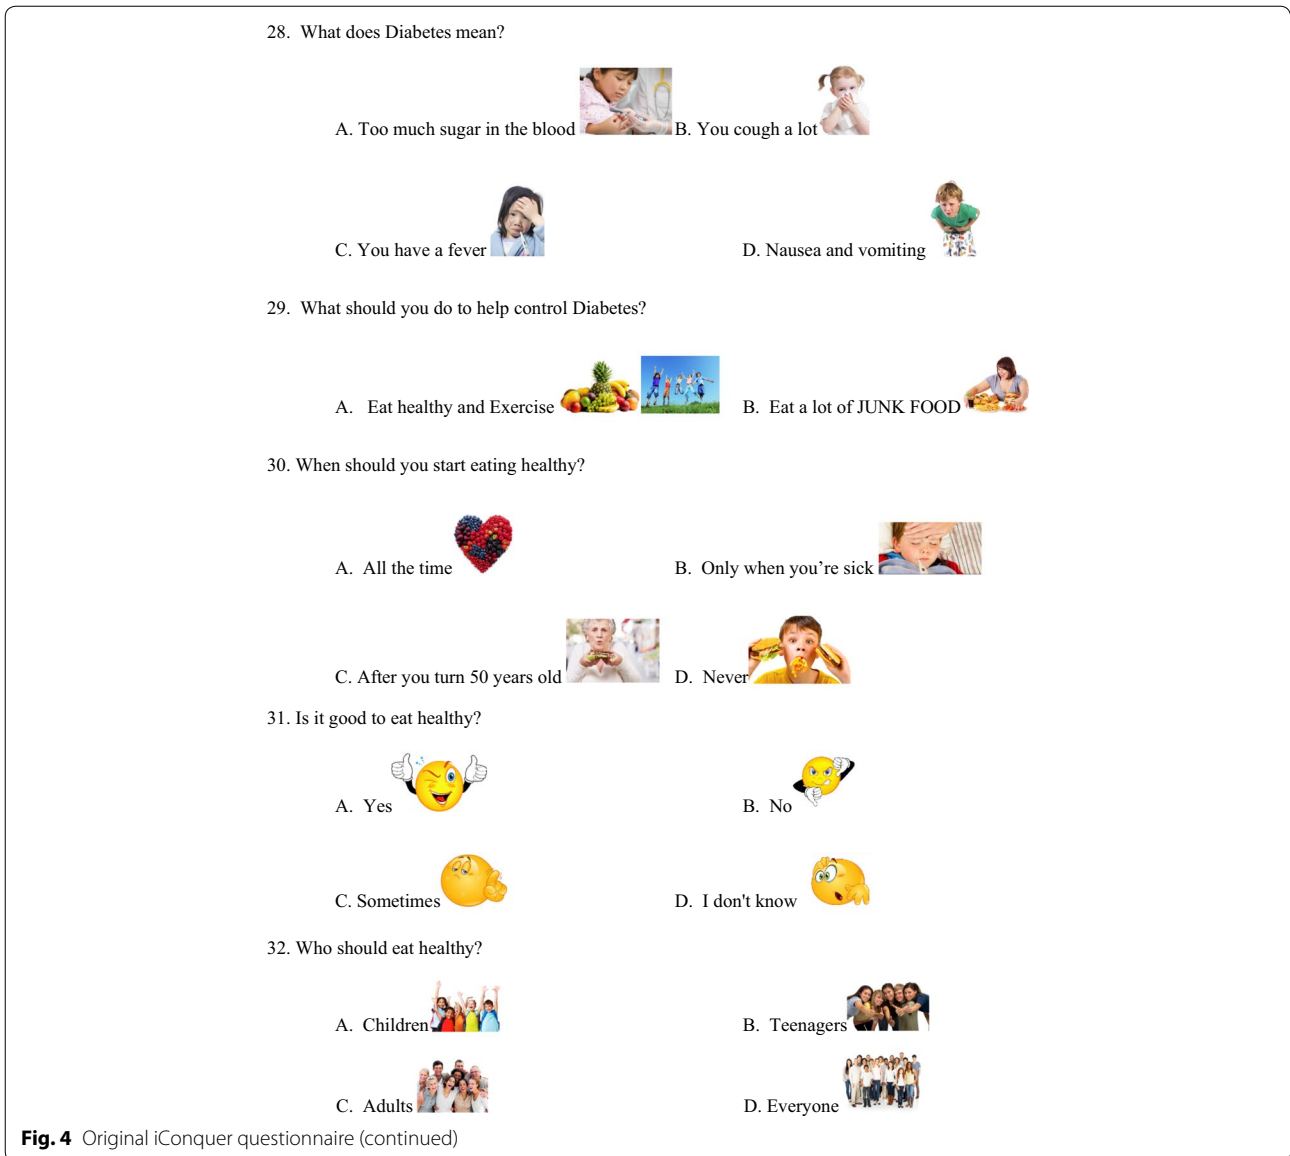 28. What does Diabetes mean?
A. Too much sugar in the blood B. You cough a lot
C. You have a fever D. Nausea and vomiting
29. What should you do to help control Diabetes?
A. Eat healthy and Exercise B. Eat a lot of JUNK FOOD
30. When should you start eating healthy?
A. All the time B. Only when you’re sick
C. After you turn 50 years old D. Never
31. Is it good to eat healthy?
A. Yes B. No
C. Sometimes D. I don't know
32. Who should eat healthy?
A. Children B. Teenagers
C. Adults D. Everyone
Fig. 4 Original iConquer questionnaire (continued)